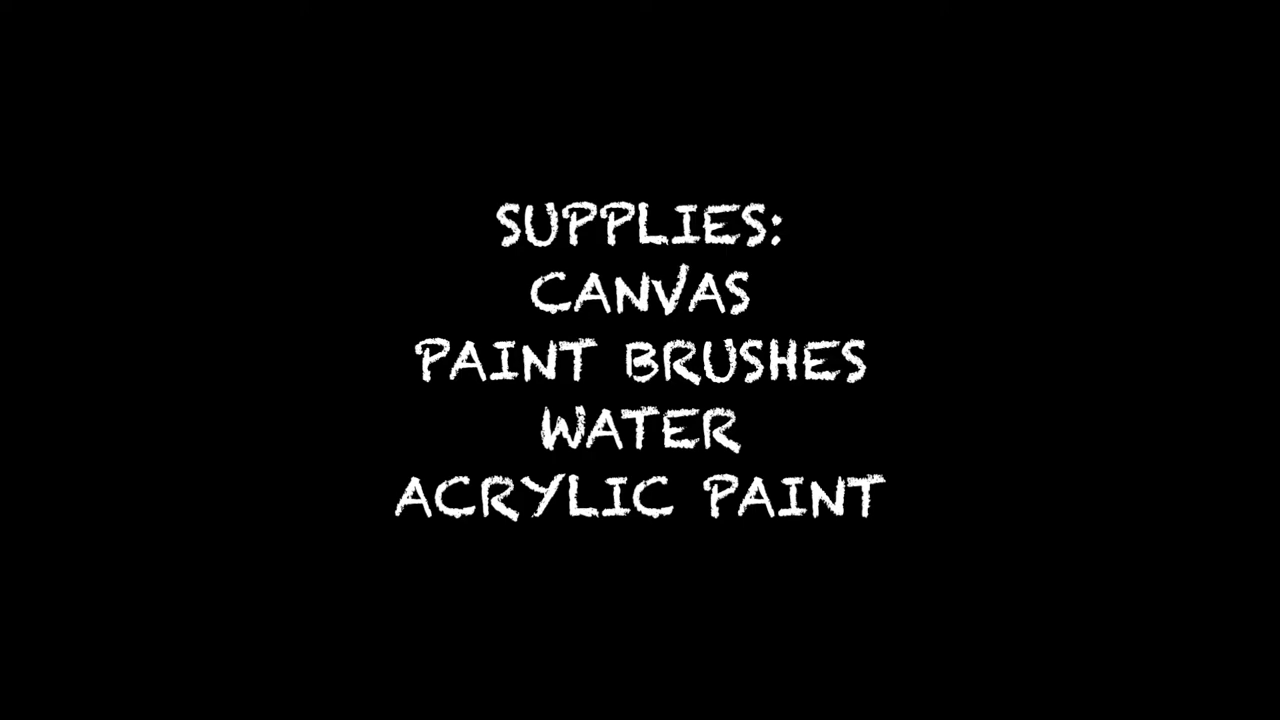 SUPPLIES:
CANVAS
PAINT BRUSHES
WATER
ACRYLIC PAINT